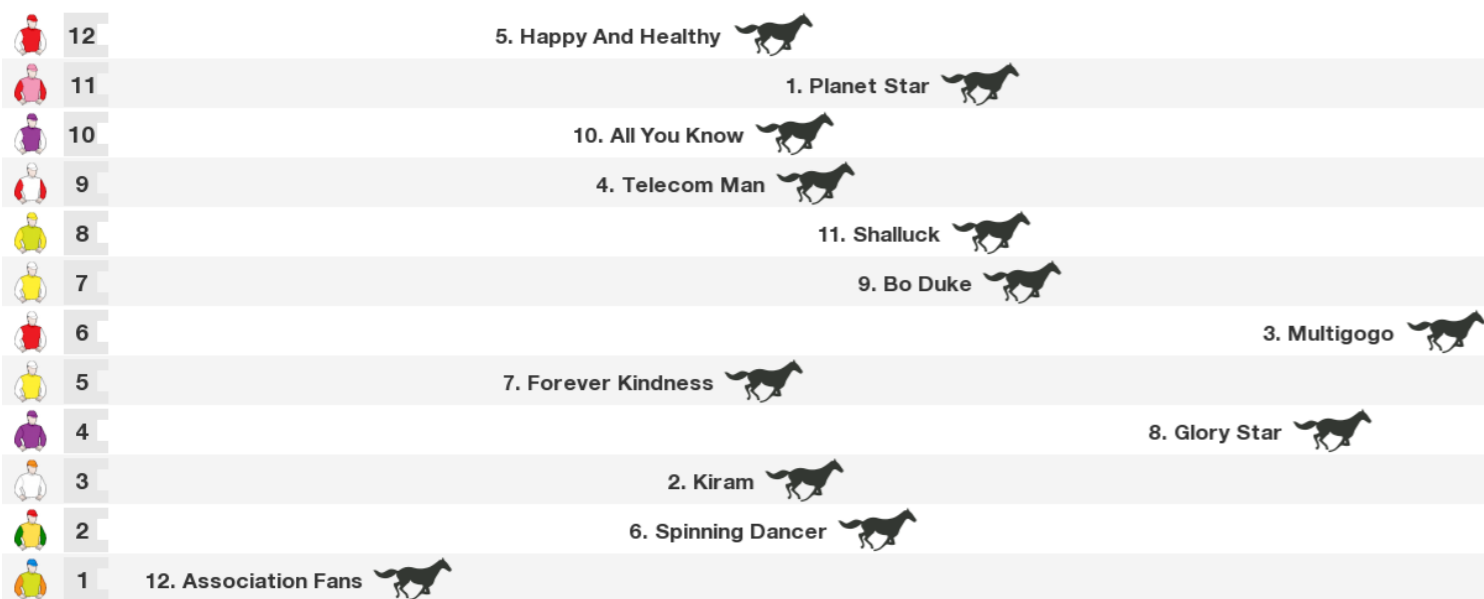 12 5. Happy And Healthy
11 1. Planet Star
10 10. All You Know
9 4. Telecom Man
8 11. Shalluck
7 9. Bo Duke
6 3. Multigogo
5 7. Forever Kindness
4 8. Glory Star
3 2. Kiram
2 6. Spinning Dancer
1 12. Association Fans